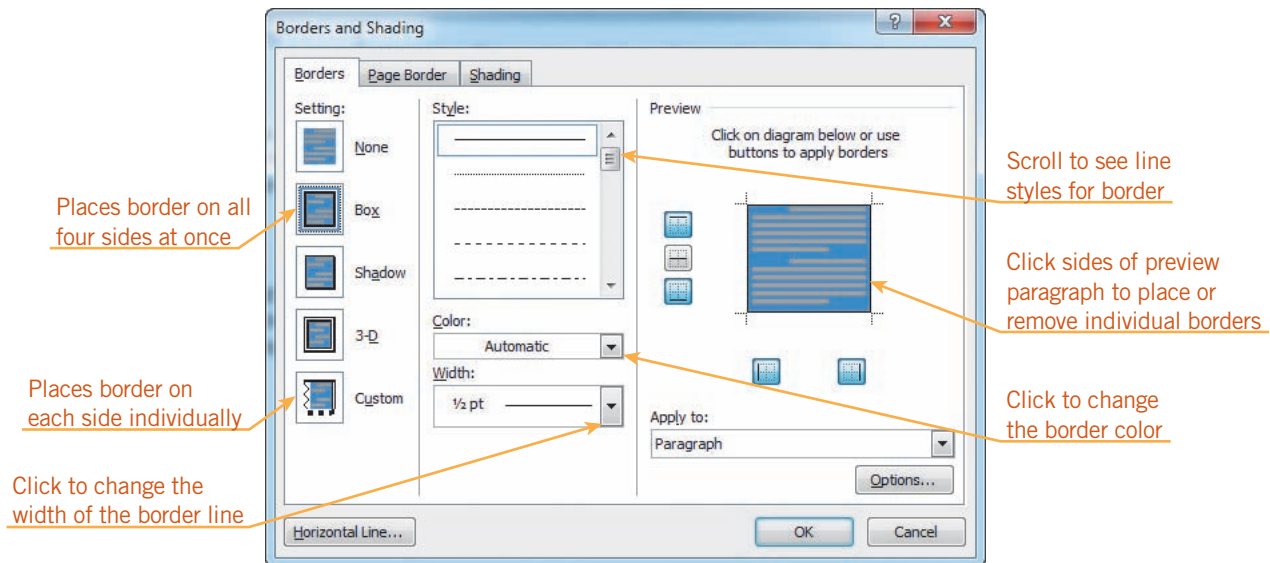 Borders and Shading
Borders
Page Border
Shading
Setting:
None
Box
Shadow
3-D
Custom
Style:
Color:
Automatic
Width:
½ pt
Preview
Click on diagram below or use
buttons to apply borders
Apply to:
Paragraph
Options...
Horizontal Line...
OK
Cancel
Places border on all
four sides at once
Places border on
each side individually
Click to change the
width of the border line
Scroll to see line
styles for border
Click sides of preview
paragraph to place or
remove individual borders
Click to change
the border color